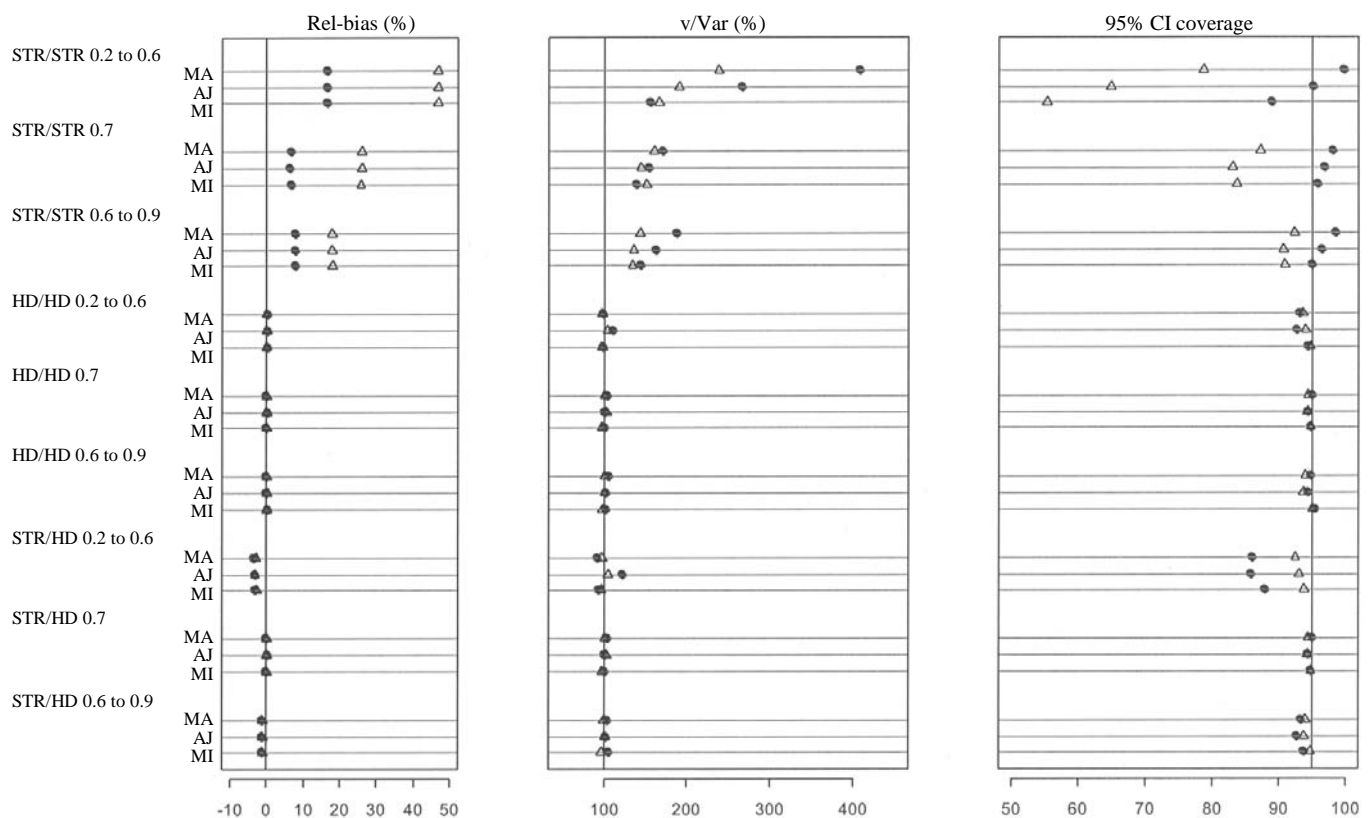 Rel-bias (%) v/Var (%) 95% CI coverage
STR/STR 0.2 to 0.6
MA
AJ
MI
STR/STR 0.7
MA
AJ
MI
STR/STR 0.6 to 0.9
MA
AJ
MI
HD/HD 0.2 to 0.6
MA
AJ
MI
HD/HD 0.7
MA
AJ
MI
HD/HD 0.6 to 0.9
MA
AJ
MI
STR/HD 0.2 to 0.6
MA
AJ
MI
STR/HD 0.7
MA
AJ
MI
STR/HD 0.6 to 0.9
MA
AJ
MI
-10 0 10 20 30 40 50 100 200 300 400 50 60 70 80 90 100